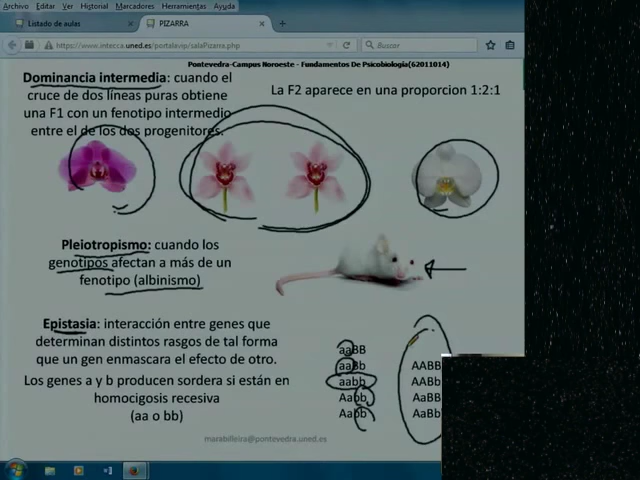 Archivo Editar Ver Historial Marcadores Herramientas Ayuda
Listado de aulas
PIZARRA
https://www.intecca.uned.es/portalavip/salaPizarra.php
Buscar
Pontevedra-Campus Noroeste - Fundamentos De Psicobiología(62011014)
Dominancia intermedia: cuando el
cruce de dos líneas puras obtiene
una F1 con un fenotipo intermedio
entre el de los dos progenitores.
La F2 aparece en una proporcion 1:2:1
Pleiotropismo: cuando los
genotipos afectan a más de un
fenotipo (albinismo)
Epistasia: interacción entre genes que
determinan distintos rasgos de tal forma
que un gen enmascara el efecto de otro.
Los genes a y b producen sordera si están en
homocigosis recesiva
(aa o bb)
aaBB
aaBb
aabb
Aabb
AABB
AABb
AaBB
AaBb
marabilleira@pontevedra.uned.es